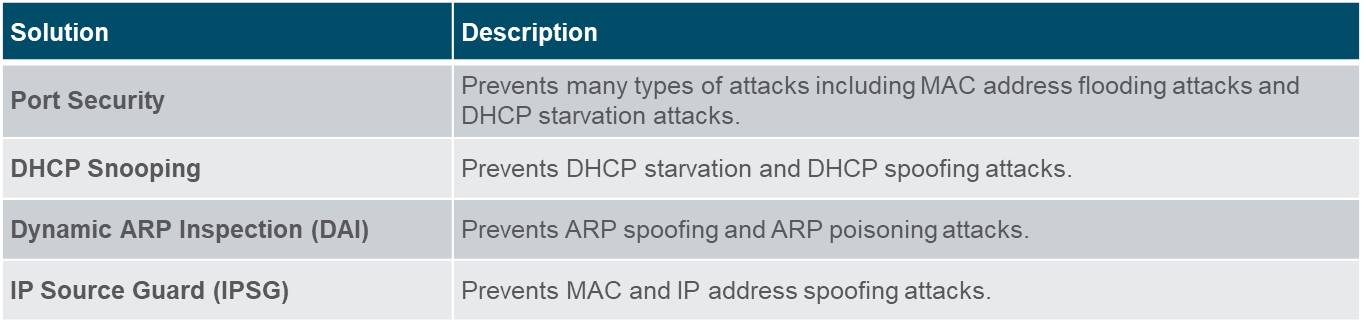 Solution
Description
Port Security
Prevents many types of attacks including MAC address flooding attacks and
DHCP starvation attacks.
DHCP Snooping
Prevents DHCP starvation and DHCP spoofing attacks.
Dynamic ARP Inspection (DAI)
Prevents ARP spoofing and ARP poisoning attacks.
IP Source Guard (IPSG)
Prevents MAC and IP address spoofing attacks.